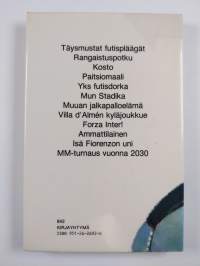 Täysmustat futispläägät
Rangaistuspotku
Kosto
Paitsiomaali
Yks futisdorka
Mun Stadika
Muuan jalkapalloelämä
Villa d'Almén kyläjoukkue
Forza Inter!
Ammattilainen
Isä Fiorenzon uni
MM-turnaus vuonna 2030
KIRJAYHTYMÄ